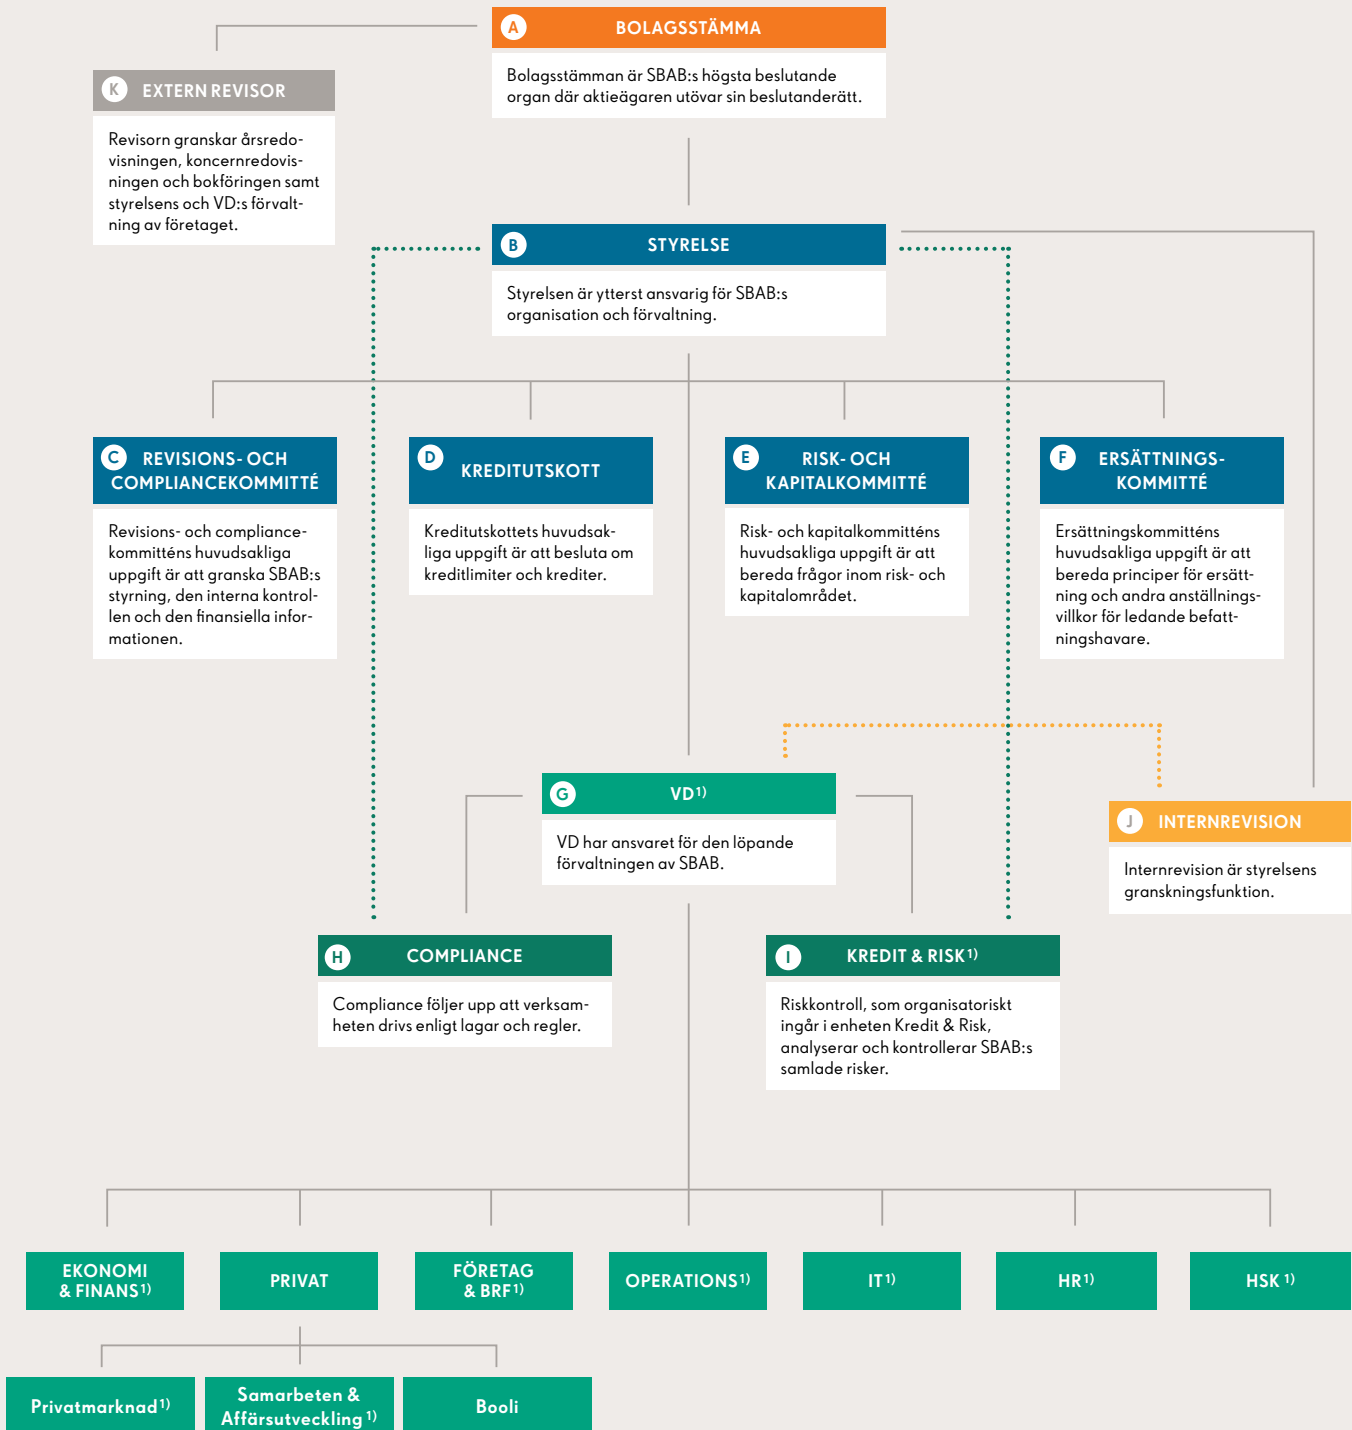 A BOLAGSSTÄMMA
Bolagsstämman är SBAB:s högsta beslutande
organ där aktieägaren utövar sin beslutanderätt.
K EXTERN REVISOR
Revisorn granskar årsredo-
visningen, koncernredovis-
ningen och bokföringen samt
styrelsens och VD:s förvalt-
ning av företaget.
B STYRELSE
Styrelsen är ytterst ansvarig för SBAB:s
organisation och förvaltning.
C REVISIONS- OCH
COMPLIANCEKOMMITTÉ
Revisions- och compliance-
kommitténs huvudsakliga
uppgift är att granska SBAB:s
styrning, den interna kontrol-
len och den finansiella infor-
mationen.
D KREDITUTSKOTT
Kreditutskottets huvudsak-
liga uppgift är att besluta om
kreditlimiter och krediter.
E RISK- OCH
KAPITALKOMMITTÉ
Risk- och kapitalkommitténs
huvudsakliga uppgift är att
bereda frågor inom risk- och
kapitalområdet.
F ERSÄTTNINGS-
KOMMITTÉ
Ersättningskommitténs
huvudsakliga uppgift är att
bereda principer för ersätt-
ning och andra anställnings-
villkor för ledande befatt-
ningshavare.
G VD1)
VD har ansvaret för den löpande
förvaltningen av SBAB.
J INTERNREVISION
Internrevision är styrelsens
granskningsfunktion.
H COMPLIANCE
Compliance följer upp att verksam-
heten drivs enligt lagar och regler.
I KREDIT & RISK1)
Riskkontroll, som organisatoriskt
ingår i enheten Kredit & Risk,
analyserar och kontrollerar SBAB:s
samlade risker.
EKONOMI
& FINANS1)
PRIVAT
FÖRETAG
& BRF1)
OPERATIONS1)
IT1)
HR1)
HSK 1)
Privatmarknad1)
Samarbeten &
Affärsutveckling 1)
Booli